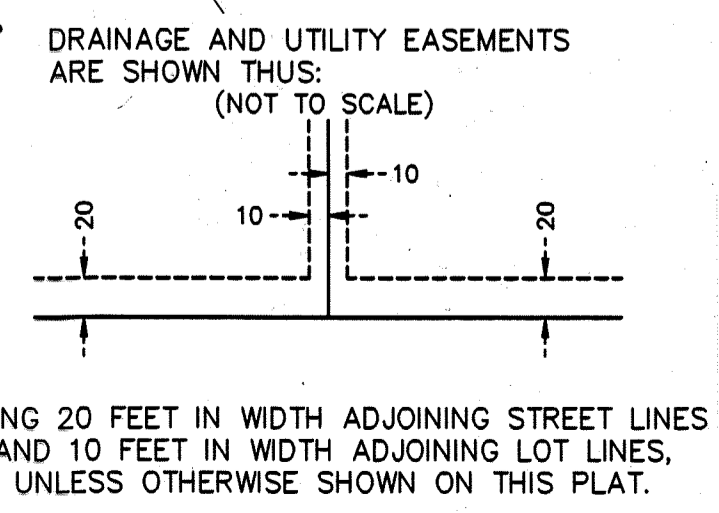 DRAINAGE AND UTILITY EASEMENTS
ARE SHOWN THUS:
(NOT TO SCALE)
10
10
20
20
NG 20 FEET IN WIDTH ADJOINING STREET LINES
AND 10 FEET IN WIDTH ADJOINING LOT LINES,
UNLESS OTHERWISE SHOWN ON THIS PLAT.